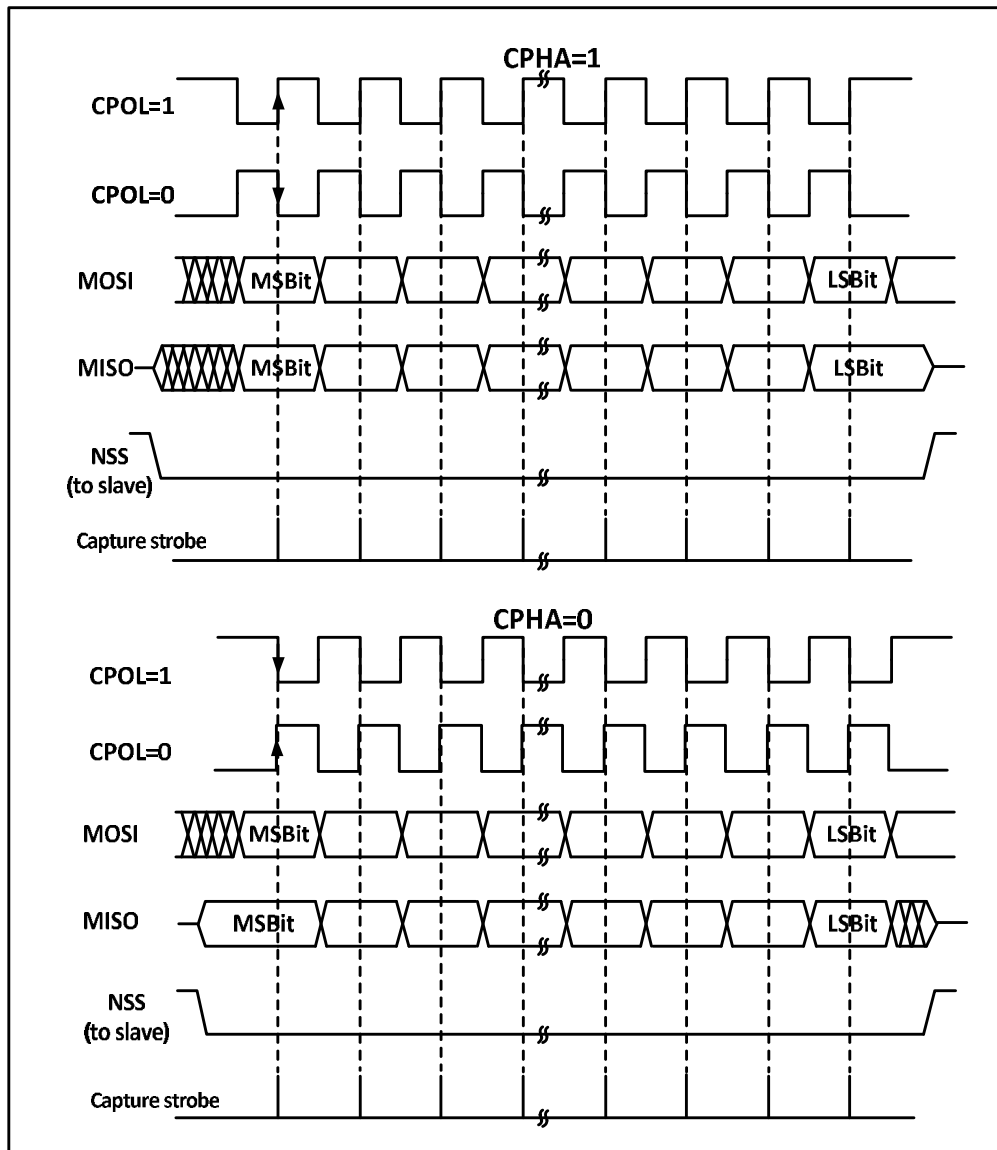 CPHA=1
CPOL=1
CPOL=0
MOSI
MSBit
LSBit
MISO
MSBit
LSBit
NSS
(to slave)
Capture strobe
CPHA=0
CPOL=1
CPOL=0
MOSI
MSBit
LSBit
MISO
MSBit
LSBit
NSS
(to slave)
Capture strobe